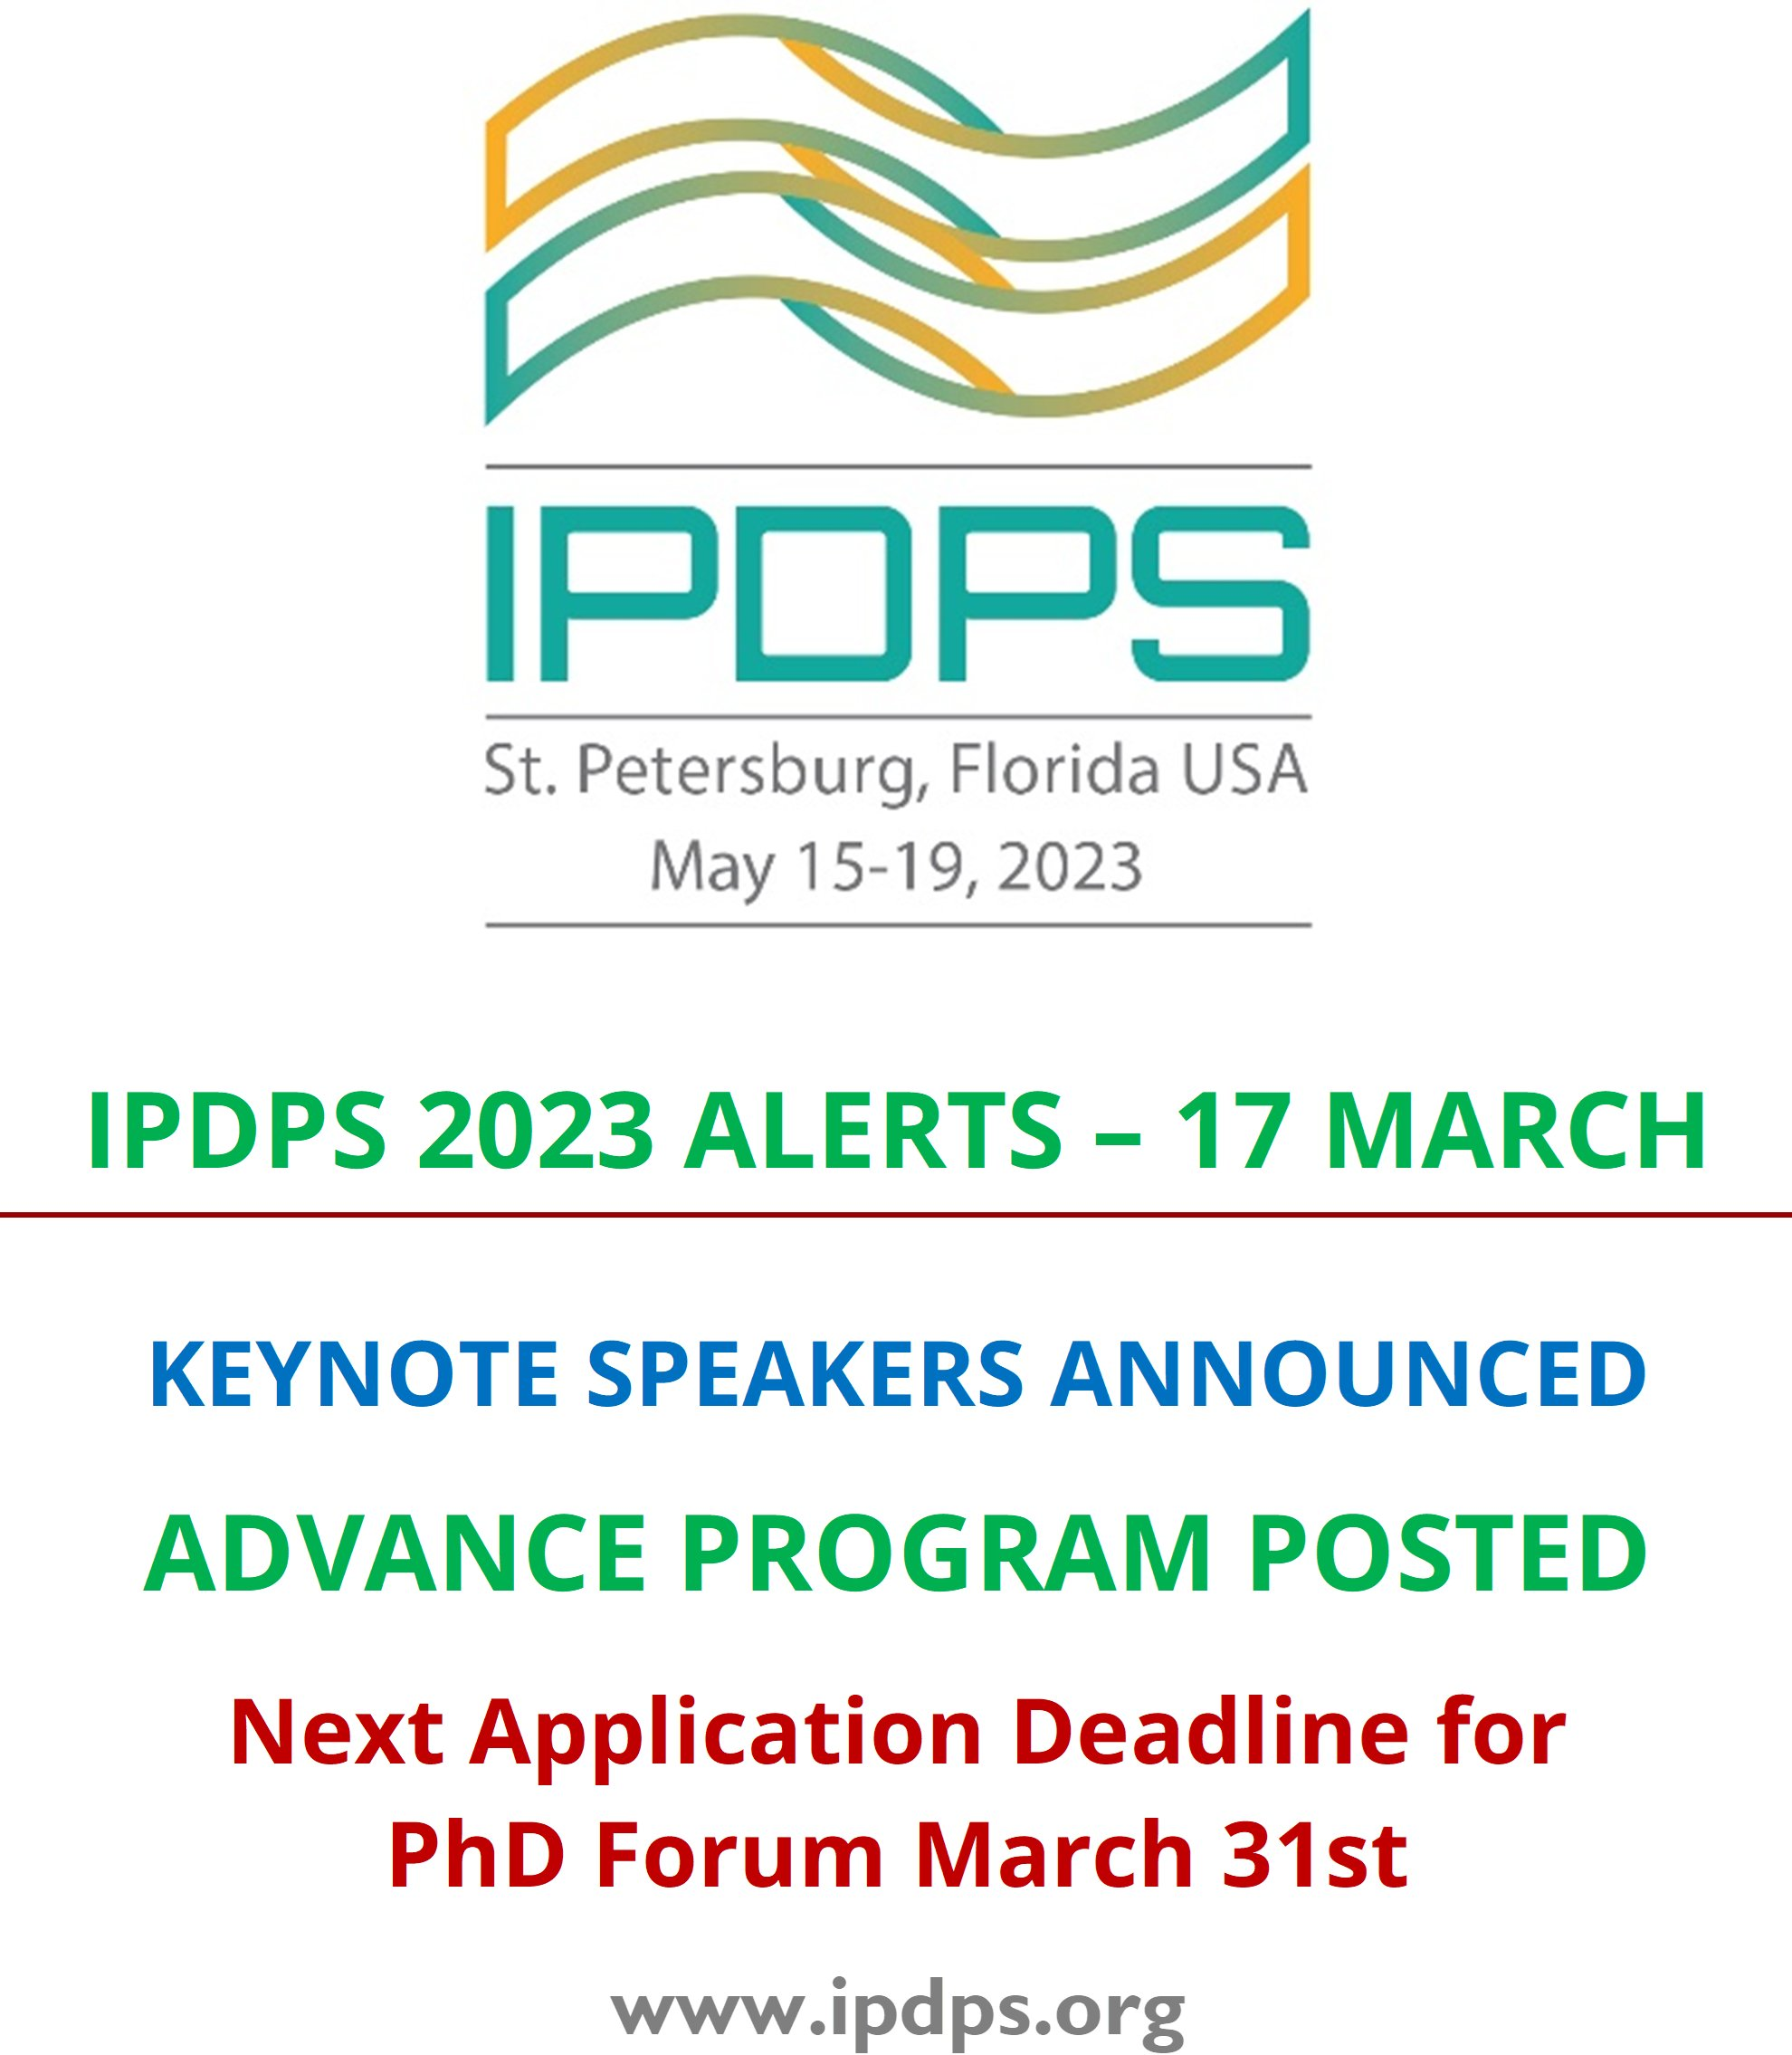 IPDPS
St. Petersburg, Florida USA
May 15-19, 2023
IPDPS 2023 ALERTS – 17 MARCH
KEYNOTE SPEAKERS ANNOUNCED
ADVANCE PROGRAM POSTED
Next Application Deadline for
PhD Forum March 31st
www.ipdps.org